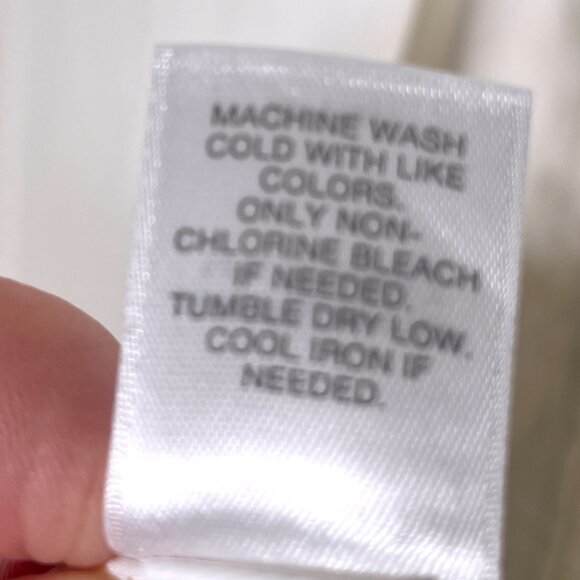 MACHINE WASH
COLD WITH LIKE
COLORS.
ONLY NON-
CHLORINE BLEACH
IF NEEDED.
TUMBLE DRY LOW.
COOL IRON IF
NEEDED.